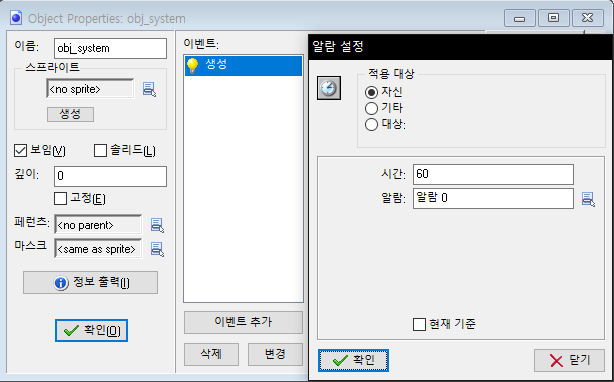 Object Properties: obj_system
이름: obj_system
스프라이트
<no sprite>
생성
보임(V) 솔리드(L)
깊이: 0
고정(E)
페런츠: <no parent>
마스크 <same as sprite>
정보 출력(I)
확인(O)
이벤트:
생성
이벤트 추가
삭제 변경
알람 설정
적용 대상
자신
기타
대상:
시간: 60
알람: 알람 0
현재 기준
확인 닫기